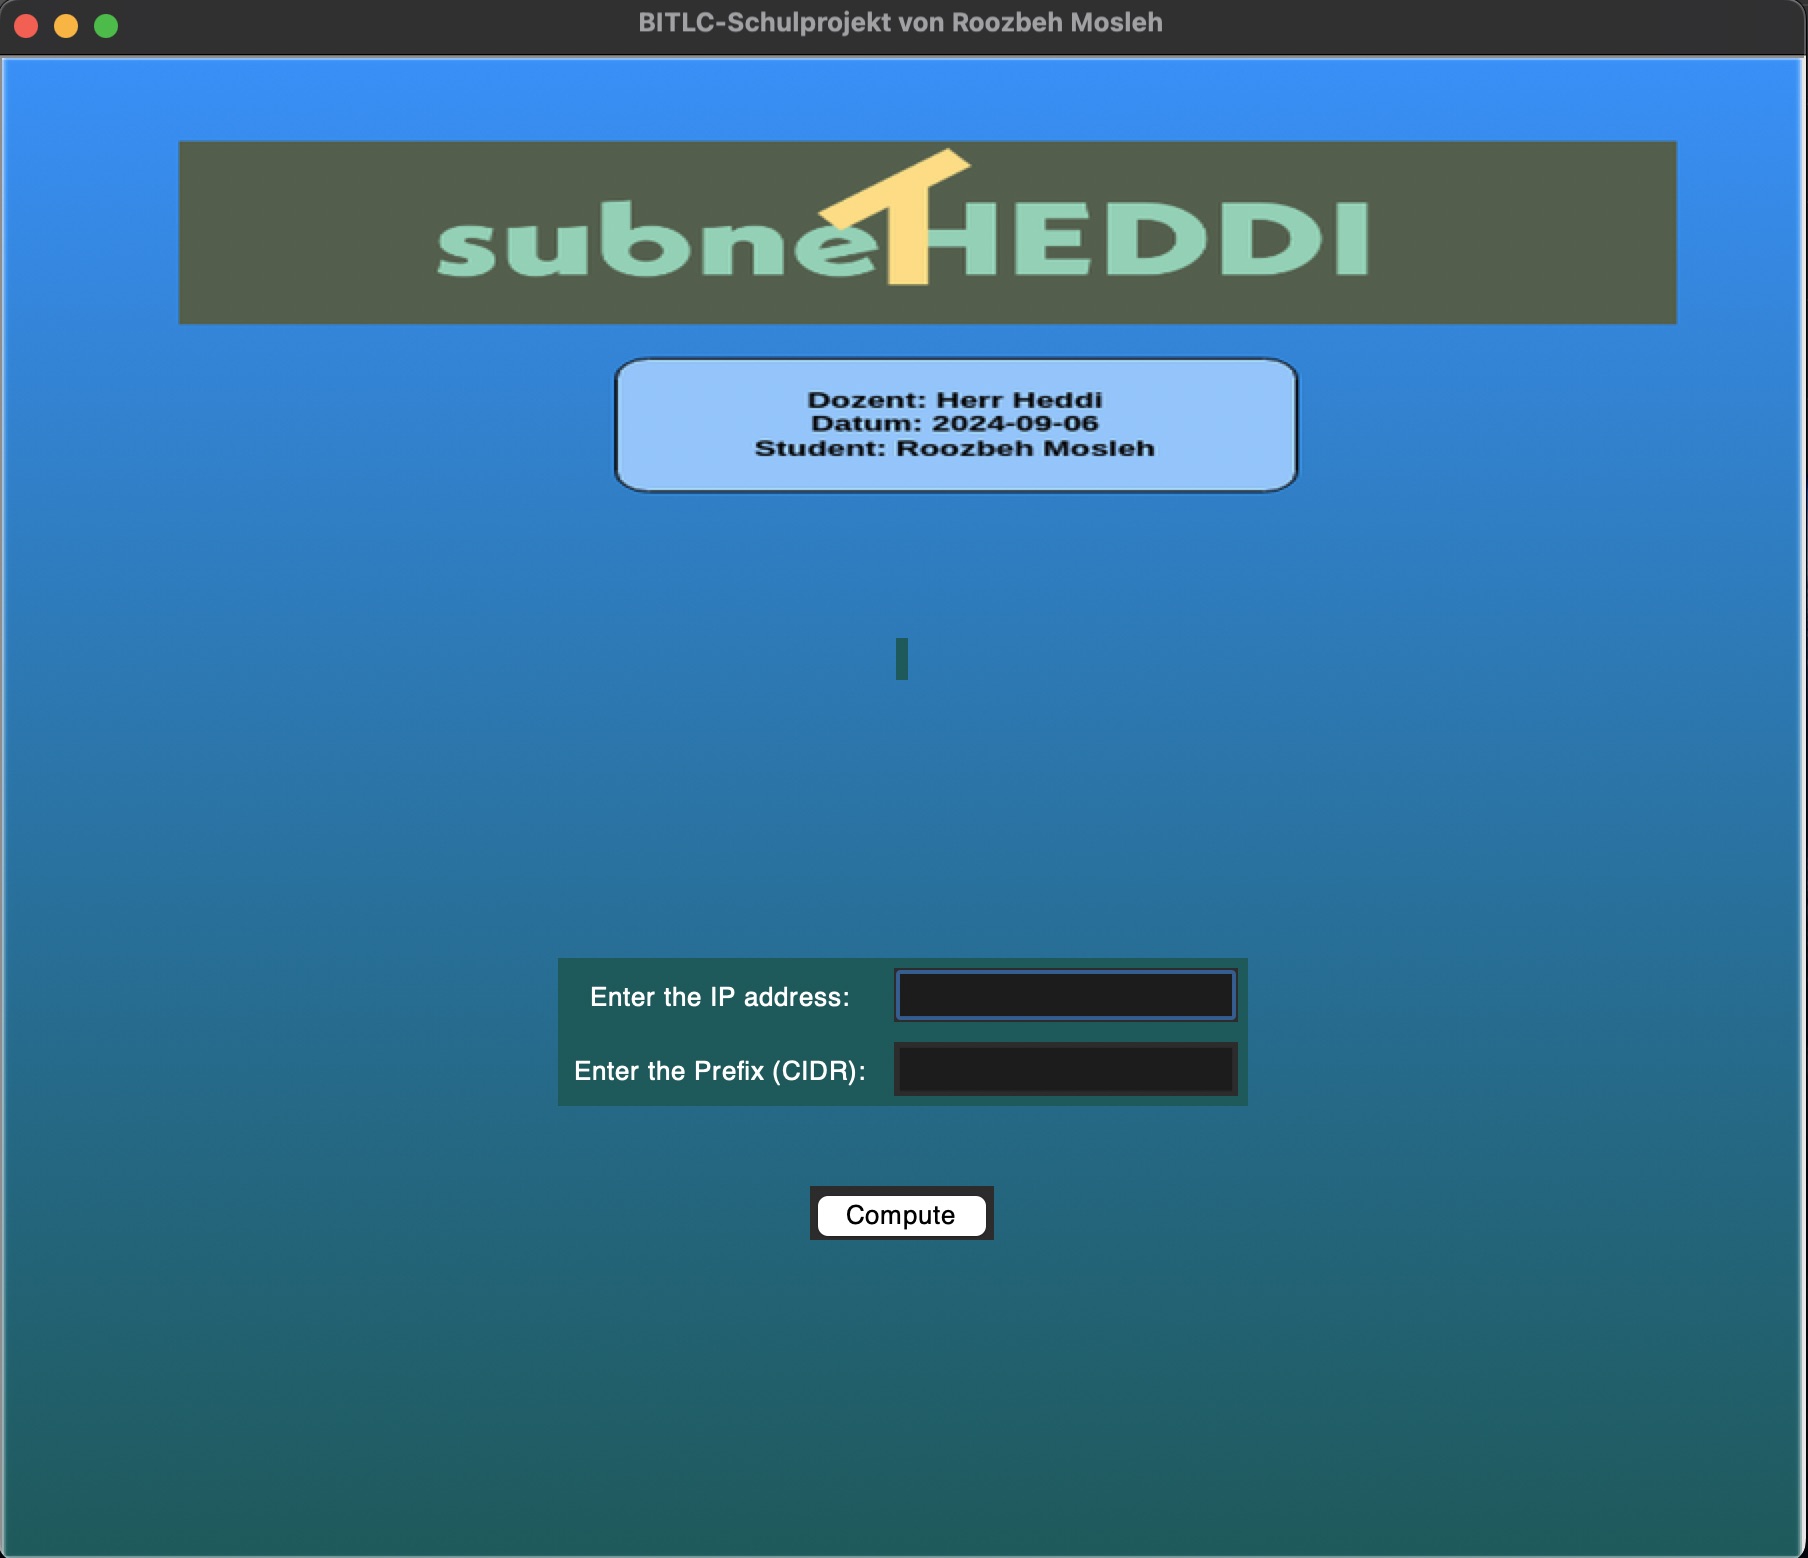 BITLC-Schulprojekt von Roozbeh Mosleh
subneTHEDDI
Dozent: Herr Heddi
Datum: 2024-09-06
Student: Roozbeh Mosleh
Enter the IP address:
Enter the Prefix (CIDR):
Compute